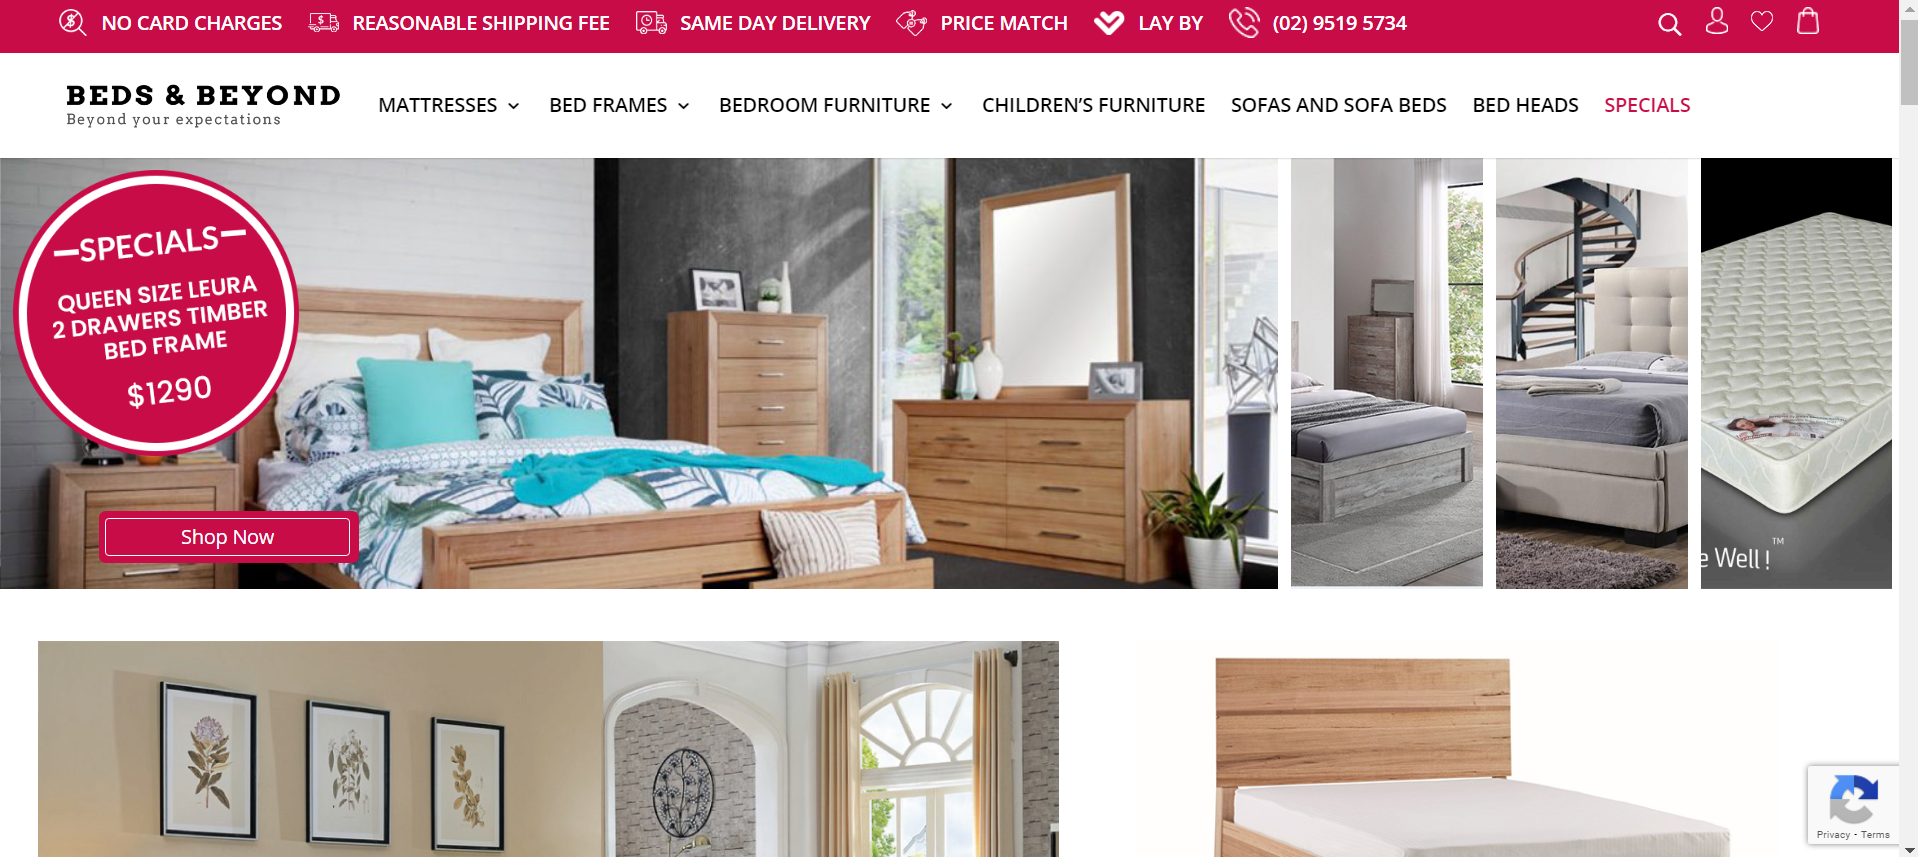 NO CARD CHARGES
REASONABLE SHIPPING FEE
SAME DAY DELIVERY
PRICE MATCH
LAY BY
(02) 9519 5734
BEDS & BEYOND
Beyond your expectations
MATTRESSES
BED FRAMES
BEDROOM FURNITURE
CHILDREN'S FURNITURE
SOFAS AND SOFA BEDS
BED HEADS
SPECIALS
—SPECIALS—
QUEEN SIZE LEURA
2 DRAWERS TIMBER
BED FRAME
$1290
Shop Now
e Well !™
Privacy - Terms